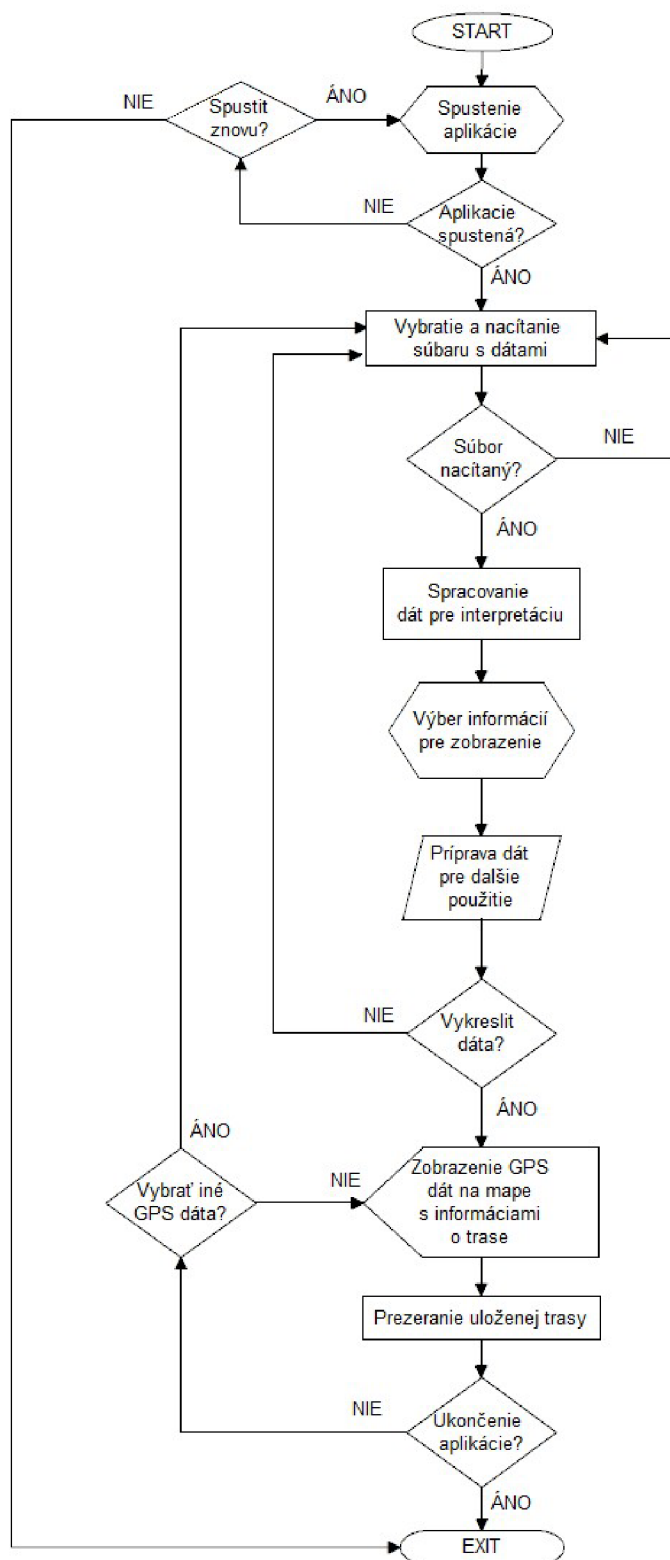 START
NIE
Spustit
znovu?
ÁNO
Spustenie
aplikácie
NIE
Aplikacie
spustená?
ÁNO
Vybratie a nacítanie
súbaru s dátami
Súbor
nacítaný?
NIE
ÁNO
Spracovanie
dát pre interpretáciu
Výber informácií
pre zobrazenie
Príprava dát
pre dalšie
použitie
NIE
Vykreslit
dáta?
ÁNO
ÁNO
Vybrať iné
GPS dáta?
NIE
Zobrazenie GPS
dát na mape
s informáciami
o trase
Prezeranie uloženej trasy
NIE
Ukončenie
aplikácie?
ÁNO
EXIT